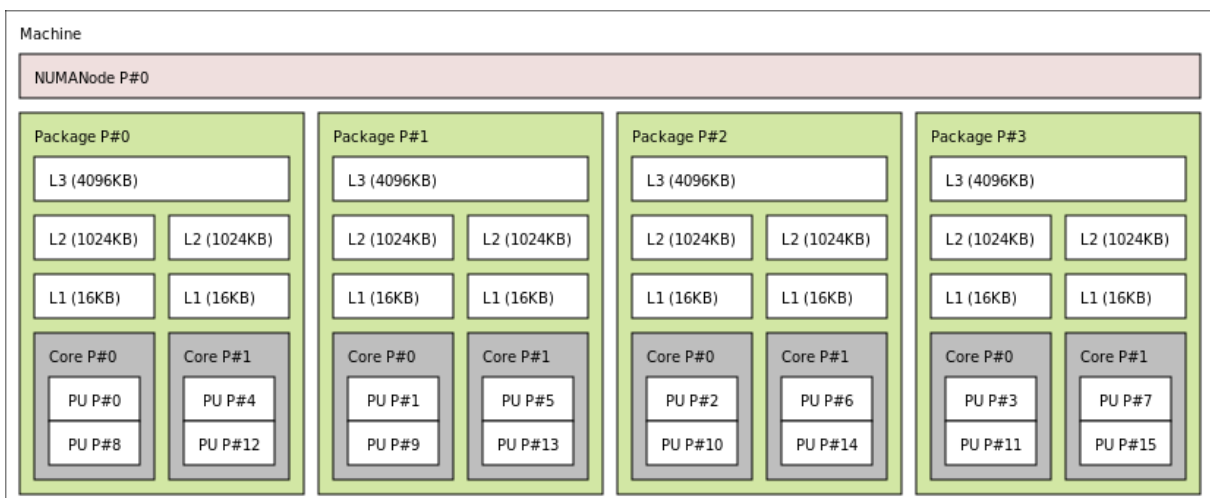 Machine
NUMANode P#0
Package P#0
L3 (4096KB)
L2 (1024KB) L2 (1024KB)
L1 (16KB) L1 (16KB)
Core P#0 Core P#1
PU P#0 PU P#4
PU P#8 PU P#12
Package P#1
L3 (4096KB)
L2 (1024KB) L2 (1024KB)
L1 (16KB) L1 (16KB)
Core P#0 Core P#1
PU P#1 PU P#5
PU P#9 PU P#13
Package P#2
L3 (4096KB)
L2 (1024KB) L2 (1024KB)
L1 (16KB) L1 (16KB)
Core P#0 Core P#1
PU P#2 PU P#6
PU P#10 PU P#14
Package P#3
L3 (4096KB)
L2 (1024KB) L2 (1024KB)
L1 (16KB) L1 (16KB)
Core P#0 Core P#1
PU P#3 PU P#7
PU P#11 PU P#15